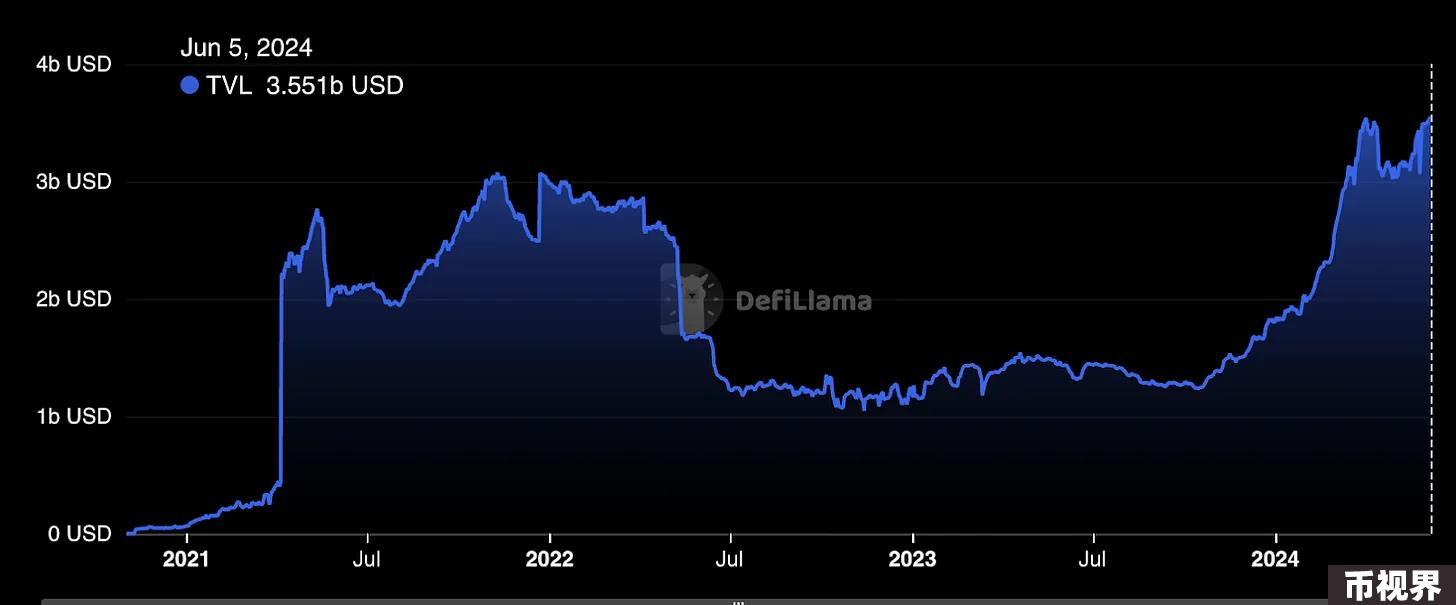 Jun 5, 2024
TVL 3.551b USD
4b USD
3b USD
2b USD
1b USD
0 USD
DefiLlama
2021 Jul 2022 Jul 2023 Jul 2024
币视界